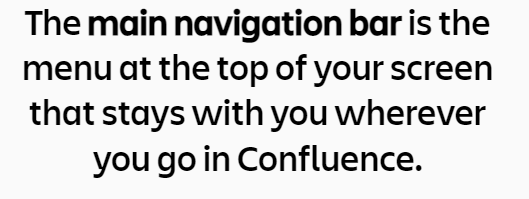 The main navigation bar is the
menu at the top of your screen
that stays with you wherever
you go in Confluence.